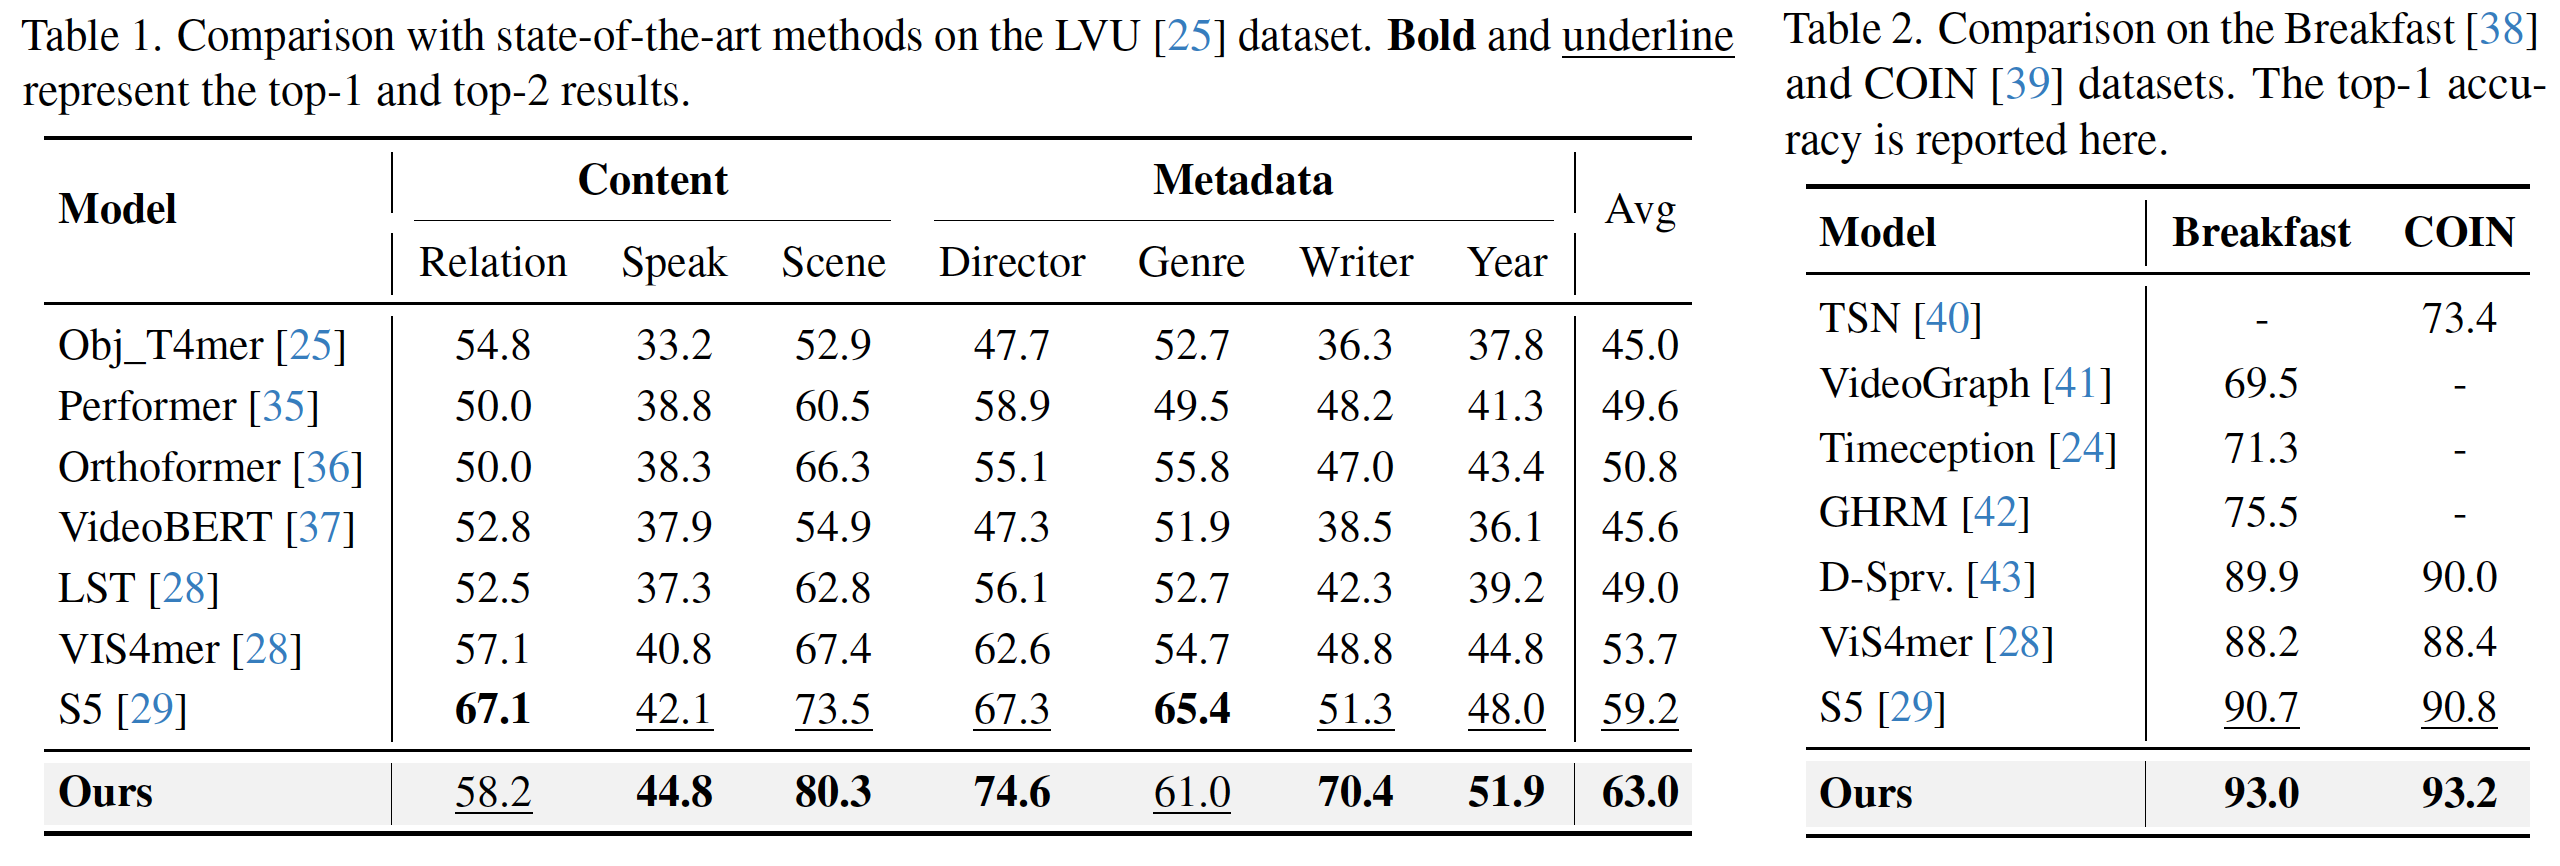 Table 1. Comparison with state-of-the-art methods on the LVU [25] dataset. Bold and underline
represent the top-1 and top-2 results.
Model Content Metadata Avg
Relation Speak Scene Director Genre Writer Year
Obj_T4mer [25] 54.8 33.2 52.9 47.7 52.7 36.3 37.8 45.0
Performer [35] 50.0 38.8 60.5 58.9 49.5 48.2 41.3 49.6
Orthoformer [36] 50.0 38.3 66.3 55.1 55.8 47.0 43.4 50.8
VideoBERT [37] 52.8 37.9 54.9 47.3 51.9 38.5 36.1 45.6
LST [28] 52.5 37.3 62.8 56.1 52.7 42.3 39.2 49.0
VIS4mer [28] 57.1 40.8 67.4 62.6 54.7 48.8 44.8 53.7
S5 [29] 67.1 42.1 73.5 67.3 65.4 51.3 48.0 59.2
Ours 58.2 44.8 80.3 74.6 61.0 70.4 51.9 63.0
Table 2. Comparison on the Breakfast [38]
and COIN [39] datasets. The top-1 accu-
racy is reported here.
Model Breakfast COIN
TSN [40] - 73.4
VideoGraph [41] 69.5 -
Timeception [24] 71.3 -
GHRM [42] 75.5 -
D-Sprv. [43] 89.9 90.0
ViS4mer [28] 88.2 88.4
S5 [29] 90.7 90.8
Ours 93.0 93.2